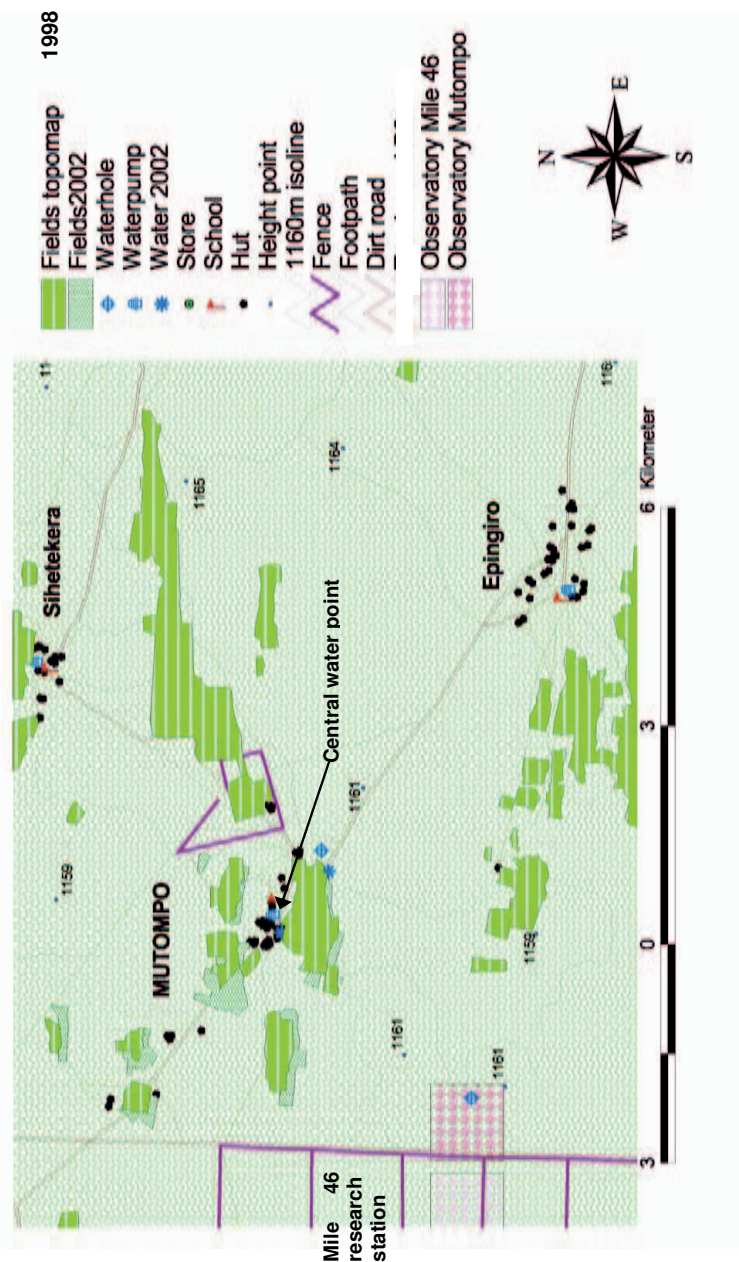 1998
Fields topomap
Fields2002
Waterhole
Waterpump
Water 2002
Store
School
Hut
Height point
1160m isoline
Fence
Footpath
Dirt road
Observatory Mile 46
Observatory Mutompo
N
E
S
W
Sihetekera
11
1165
1164
116
1159
MUTOMPO
Central water point
1161
Epingiro
1159
1161
1161
Mile 46
research
station
3
0
3
6
Kilometer